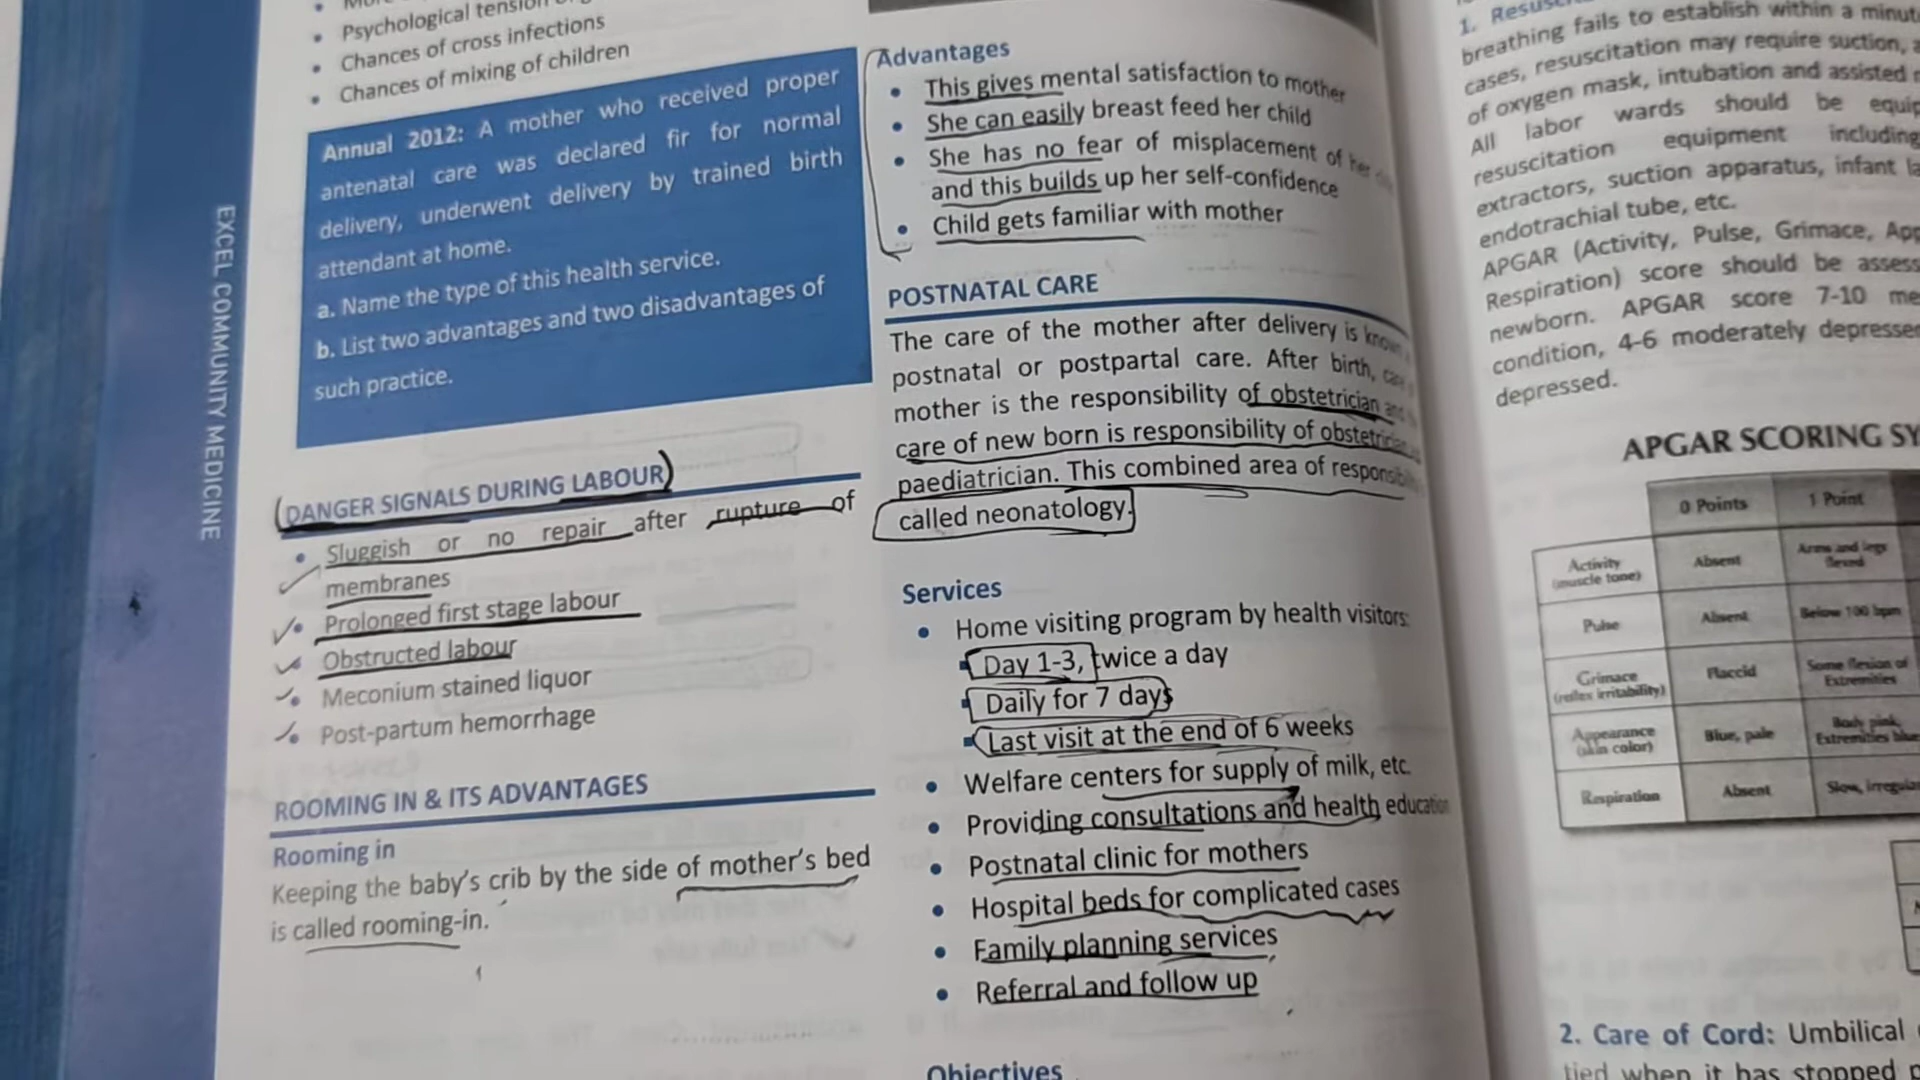 Psychological tension
Chances of cross infections
Chances of mixing of children
Annual 2012: A mother who received proper
antenatal care was declared fir for normal
delivery, underwent delivery by trained birth
attendant at home.
a. Name the type of this health service.
b. List two advantages and two disadvantages of
such practice.
EXCEL COMMUNITY MEDICINE
DANGER SIGNALS DURING LABOUR
Sluggish or no repair after rupture of
membranes
Prolonged first stage labour
Obstructed labour
Meconium stained liquor
Post-partum hemorrhage
ROOMING IN & ITS ADVANTAGES
Rooming in
Keeping the baby's crib by the side of mother's bed
is called rooming-in.
Advantages
This gives mental satisfaction to mother
She can easily breast feed her child
She has no fear of misplacement of her
and this builds up her self-confidence
Child gets familiar with mother
POSTNATAL CARE
The care of the mother after delivery is
postnatal or postpartal care. After birth,
mother is the responsibility of obstetrician
care of new born is responsibility of
paediatrician. This combined area of
called neonatology.
Services
Home visiting program by health visitors:
Day 1-3, twice a day
Daily for 7 days
Last visit at the end of 6 weeks
Welfare centers for supply of milk, etc.
Providing consultations and health education
Postnatal clinic for mothers
Hospital beds for complicated cases
Family planning services
Referral and follow up
Objectives
1.
breathing fails to establish within a
cases, resuscitation may require suction,
of oxygen mask, intubation and assisted
All labor wards should be
resuscitation equipment including
extractors, suction apparatus, infant
endotrachial tube, etc.
APGAR (Activity, Pulse, Grimace,
Respiration) score should be
newborn. APGAR score 7-10
condition, 4-6 moderately
depressed.
APGAR SCORING
0 Points 1 Point
Activity (muscle tone) Absent Arms and legs flexed
Pulse Absent Below 100 bpm
Grimace (reflex irritability) Flaccid Some flexion of Extremities
Appearance (skin color) Blue, pale Body pink, Extremities blue
Respiration Absent Slow,
2. Care of Cord: Umbilical
tied when it has stopped